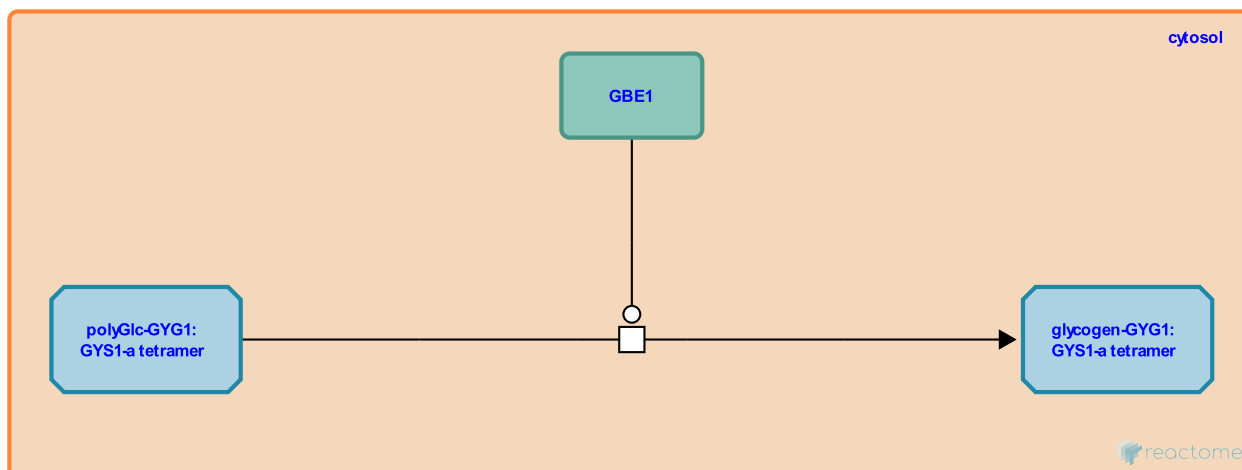 cytosol
GBE1
polyGlc-GYG1:
GYS1-a tetramer
glycogen-GYG1:
GYS1-a tetramer
reactome